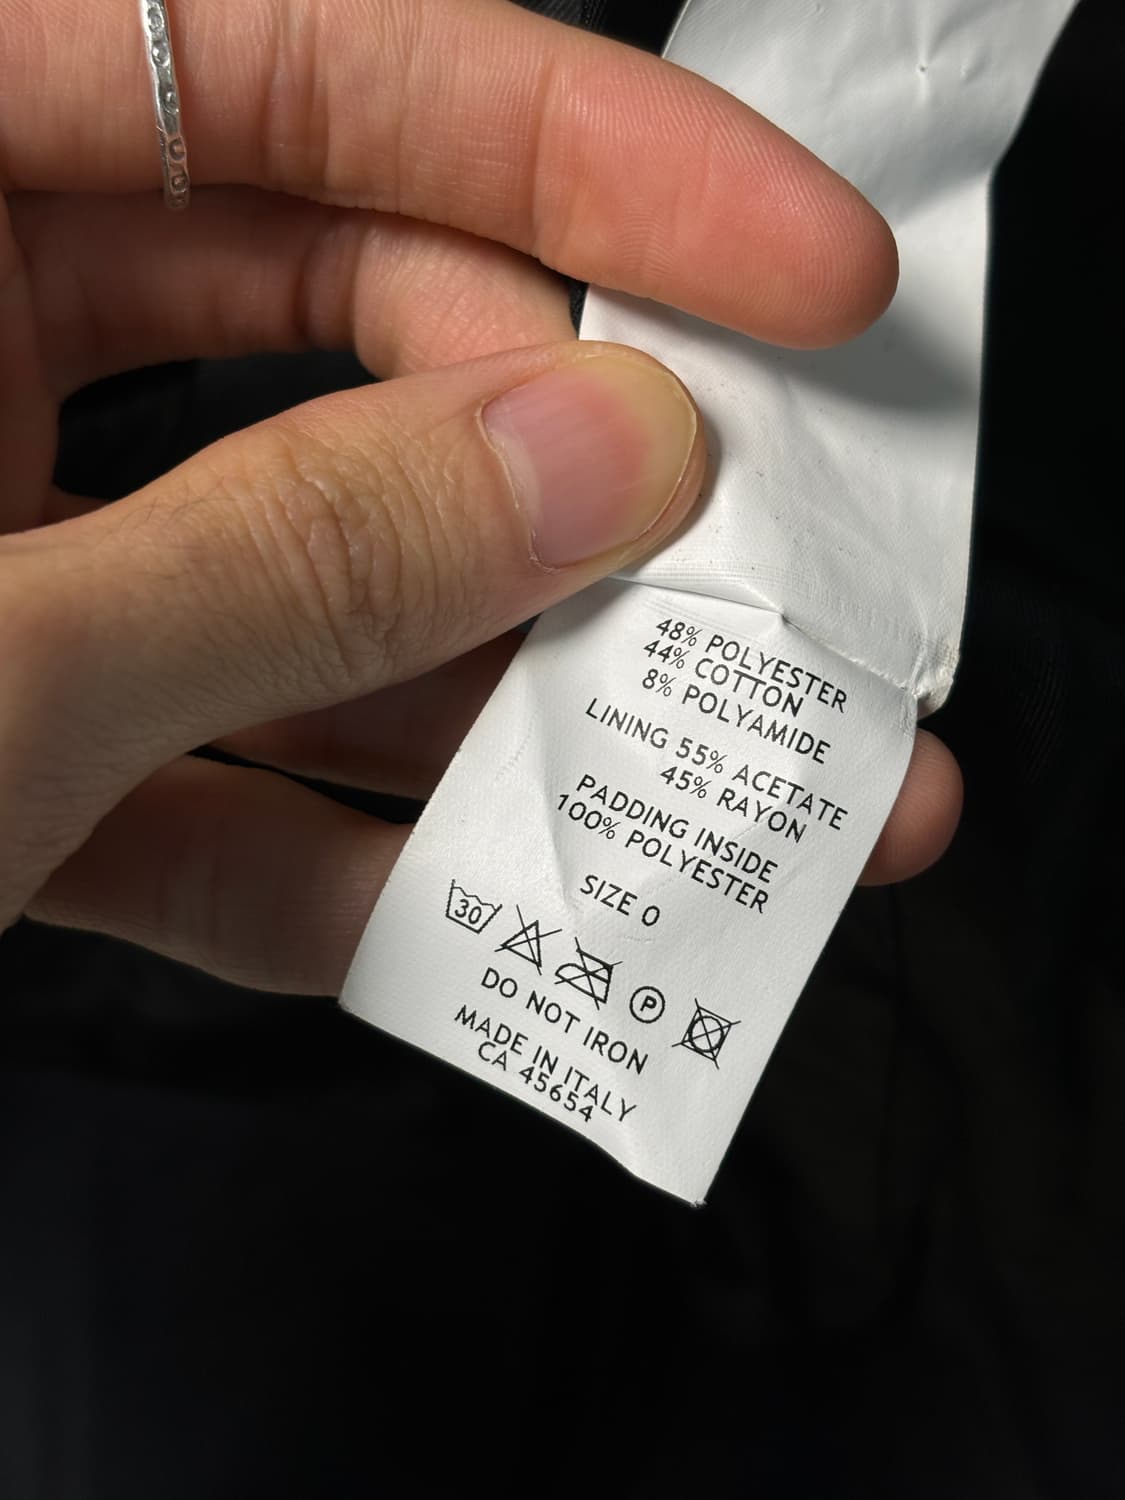 48% POLYESTER
44% COTTON
8% POLYAMIDE
LINING 55% ACETATE
45% RAYON
PADDING INSIDE
100% POLYESTER
SIZE 0
30 P
DO NOT IRON
MADE IN ITALY
CA 45654